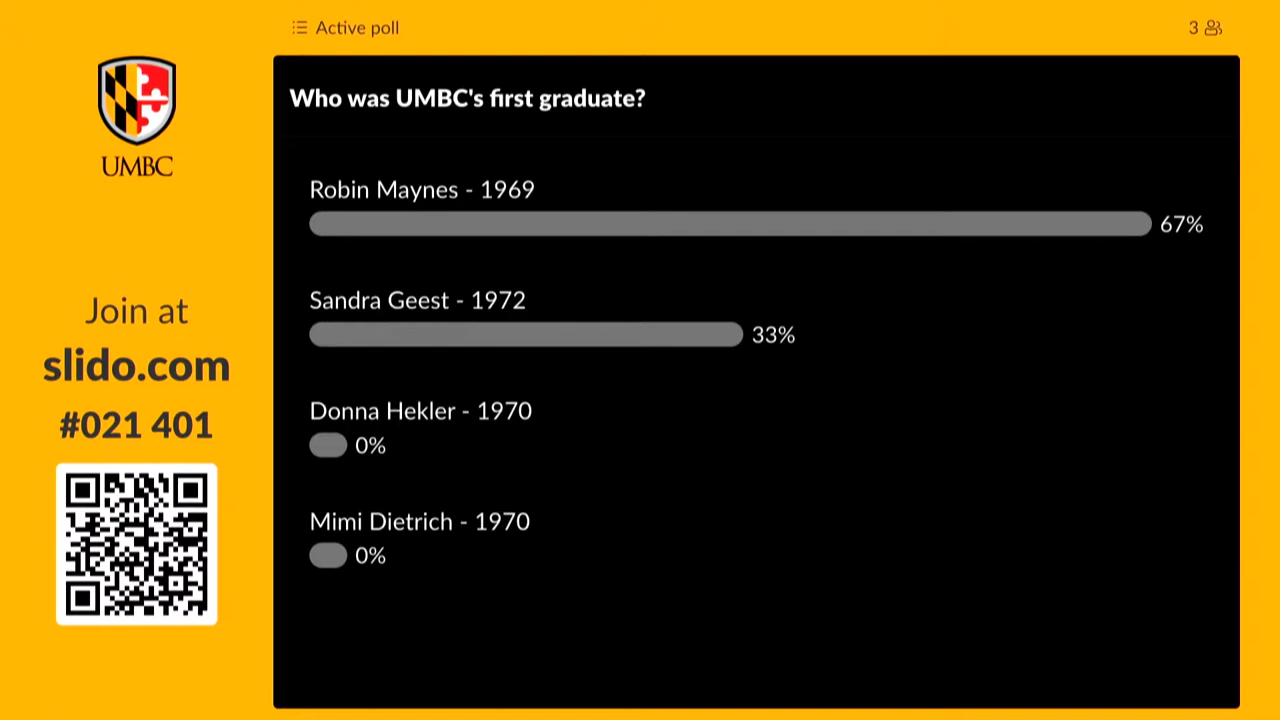 Active poll
3
UMBC
Who was UMBC's first graduate?
Robin Maynes - 1969
67%
Sandra Geest - 1972
33%
Donna Hekler - 1970
0%
Mimi Dietrich - 1970
0%
Join at
slido.com
#021 401